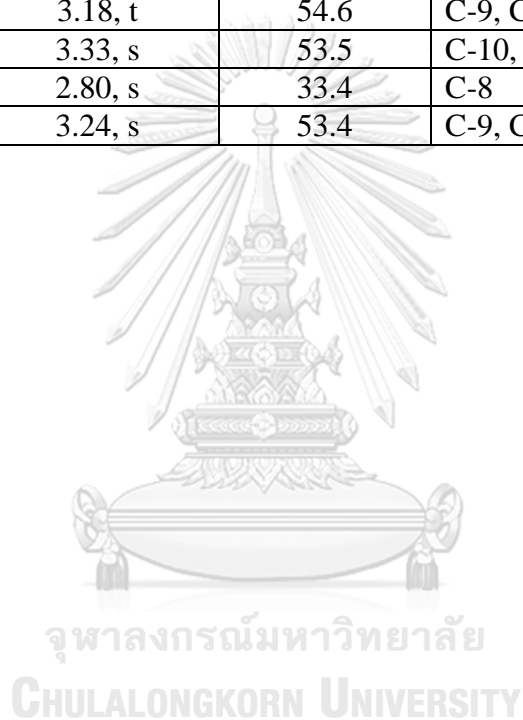 3.18, t 54.6 C-9, C
3.33, s 53.5 C-10,
2.80, s 33.4 C-8
3.24, s 53.4 C-9, C
จุฬาลงกรณ์มหาวิทยาลัย
CHULALONGKORN UNIVERSITY